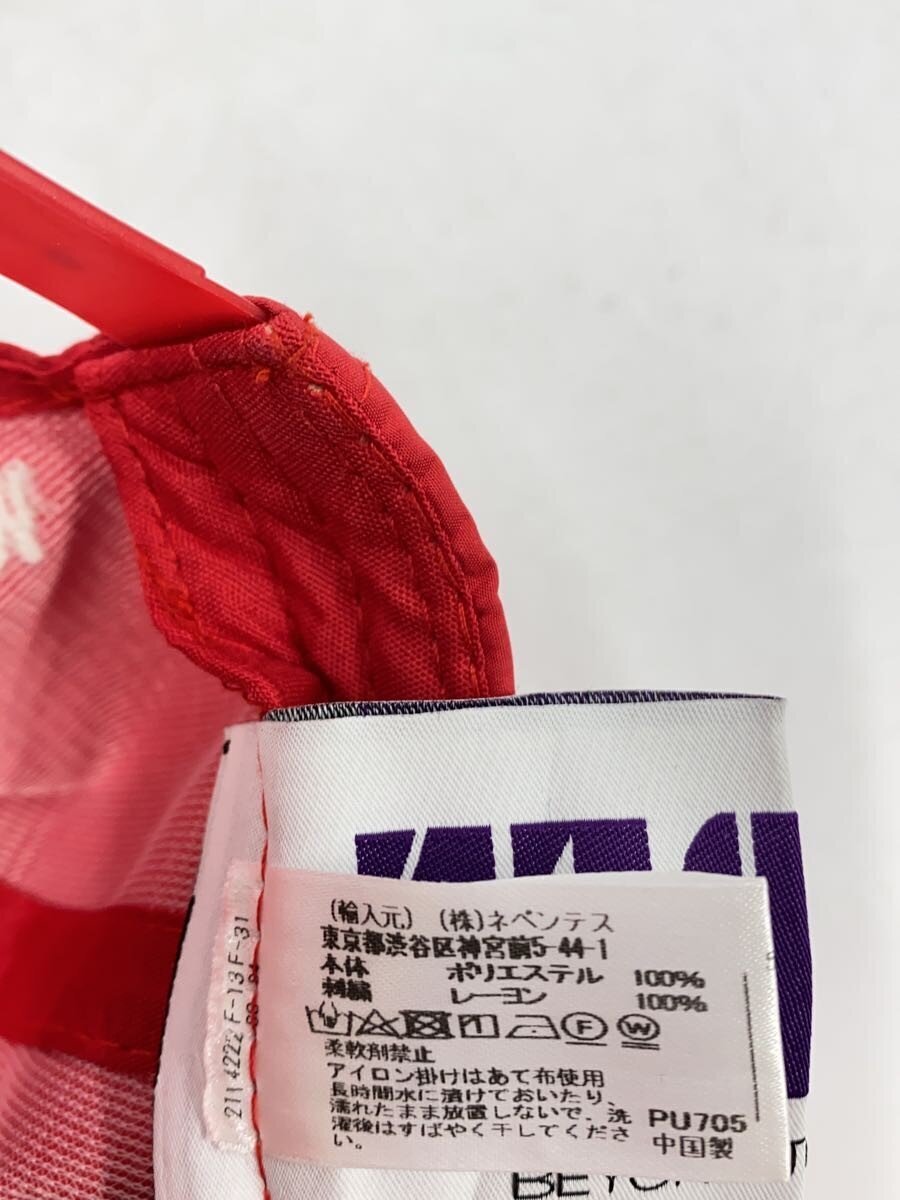 (輸入元) (株)ネペンテス
東京都渋谷区神宮前5-44-1
本体 ポリエステル 100%
刺繍 レーヨン 100%
F W
柔軟剤禁止
アイロン掛けはあて布使用
長時間水に漬けておいたり、
濡れたまま放置しないで、洗
濯後はすばやく干してくださ
い。
PU705
中国製
211 4222 F-13 F-31